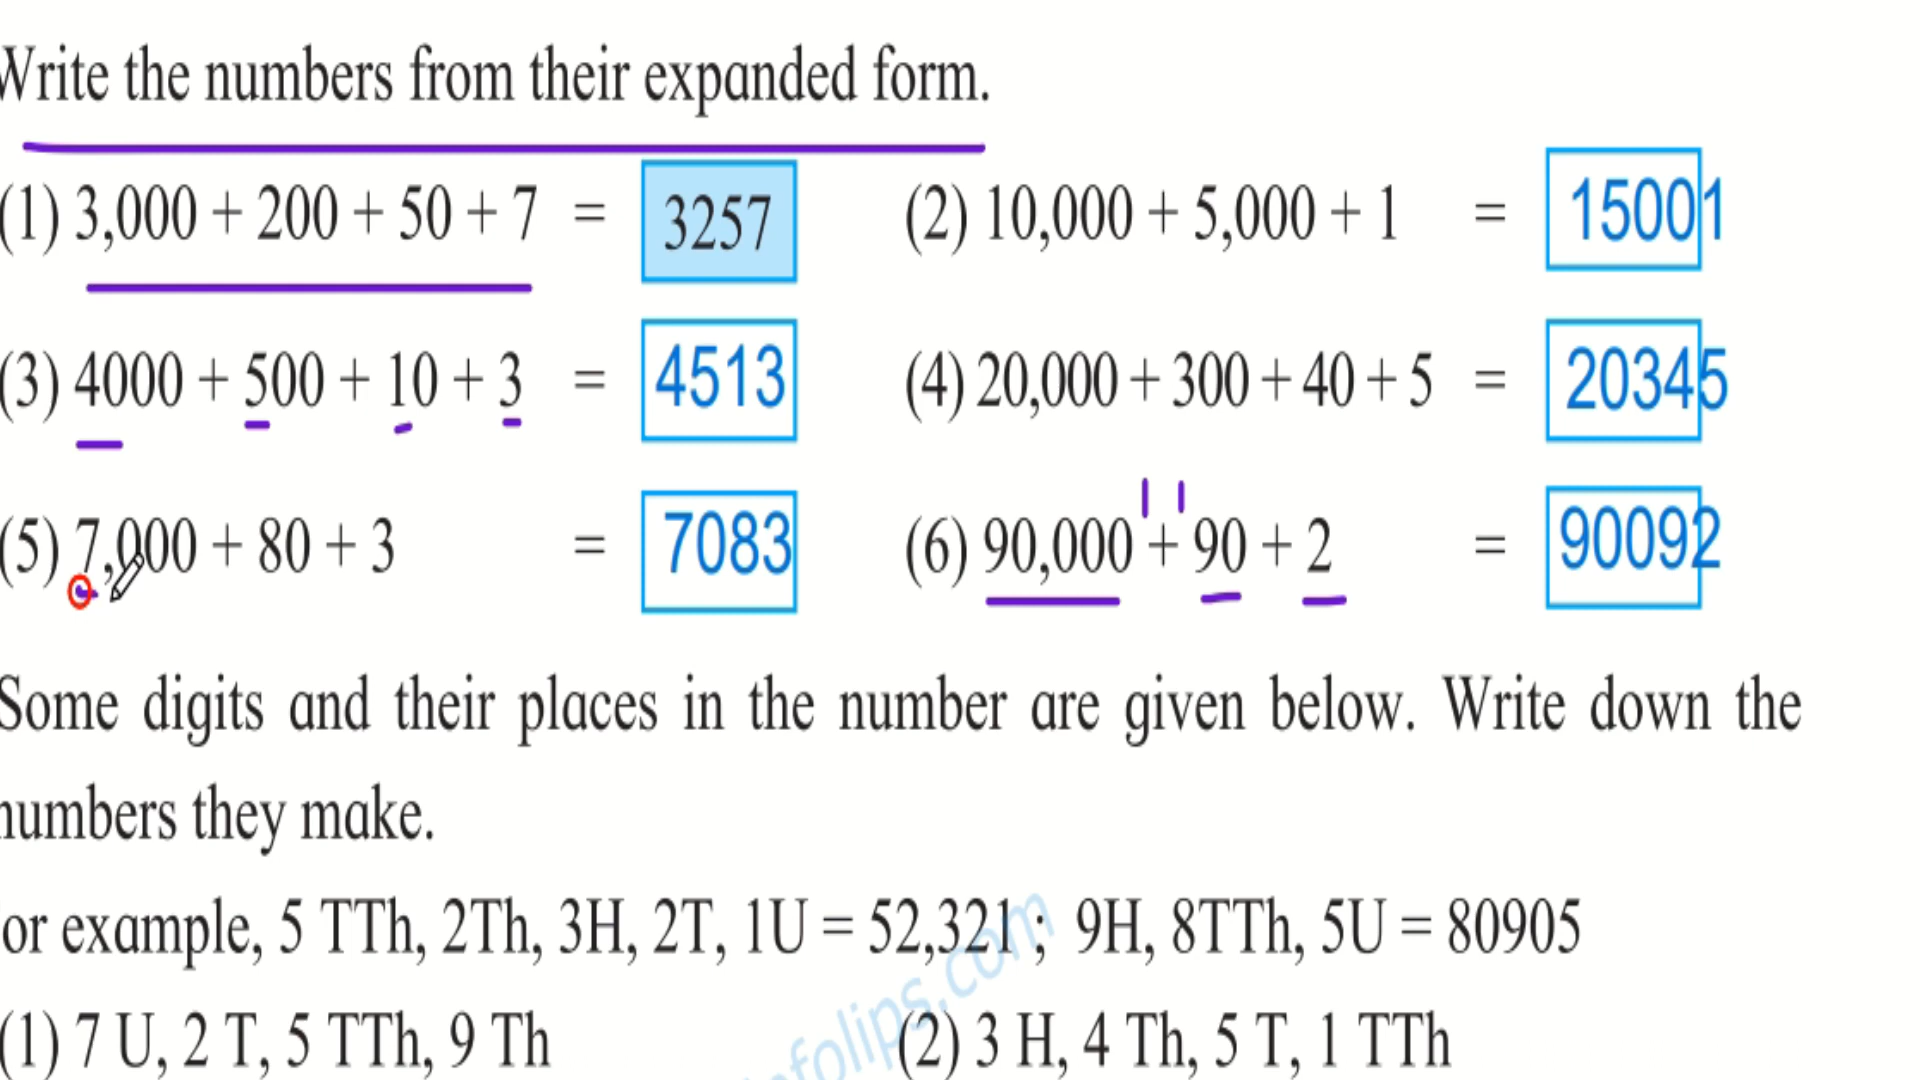 Write the numbers from their expanded form.
(1) 3,000 + 200 + 50 + 7 = 3257 (2) 10,000 + 5,000 + 1 = 15001
(3) 4000 + 500 + 10 + 3 = 4513 (4) 20,000 + 300 + 40 + 5 = 20345
(5) 7,000 + 80 + 3 = 7083 (6) 90,000 + 90 + 2 = 90092
Some digits and their places in the number are given below. Write down the
numbers they make.
or example, 5 TTh, 2Th, 3H, 2T, 1U = 52,321 ; 9H, 8TTh, 5U = 80905
(1) 7 U, 2 T, 5 TTh, 9 Th (2) 3 H, 4 Th, 5 T, 1 TTh
folips.com